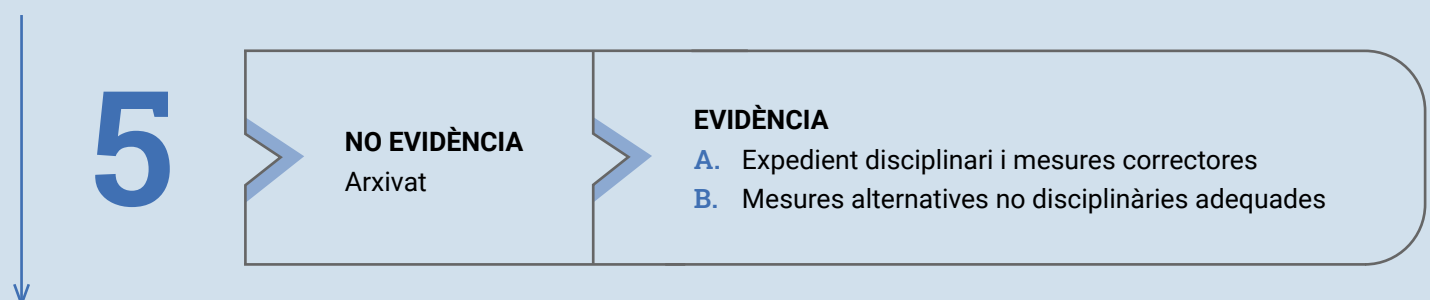 5
NO EVIDÈNCIA
Arxivat
EVIDÈNCIA
A. Expedient disciplinari i mesures correctores
B. Mesures alternatives no disciplinàries adequades